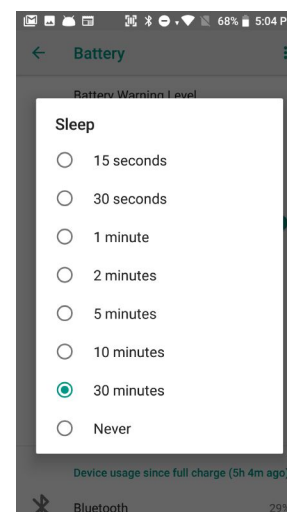 68% 5:04 P
Battery
Battery Warning Level
Sleep
15 seconds
30 seconds
1 minute
2 minutes
5 minutes
10 minutes
30 minutes
Never
Device usage since full charge (5h 4m ago)
Bluetooth 29%